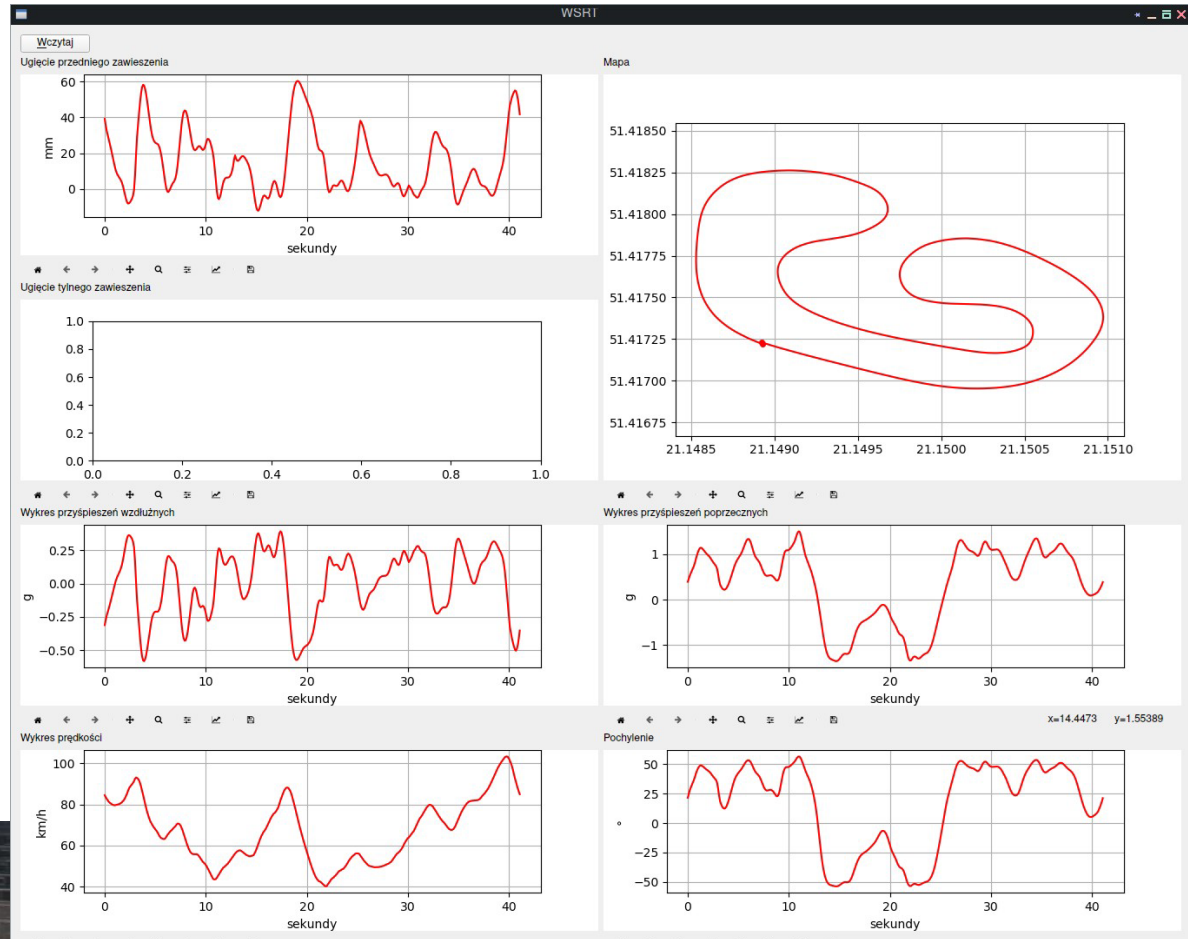 WSRT
Wczytaj
Ugięcie przedniego zawieszenia
60
40
20
0
mm
0 10 20 30 40
sekundy
Ugięcie tylnego zawieszenia
1.0
0.8
0.6
0.4
0.2
0.0
0.0 0.2 0.4 0.6 0.8 1.0
Wykres przyśpieszeń wzdłużnych
0.25
0.00
−0.25
−0.50
g
0 10 20 30 40
sekundy
Wykres prędkości
100
80
60
40
km/h
0 10 20 30 40
sekundy
Mapa
51.41850
51.41825
51.41800
51.41775
51.41750
51.41725
51.41700
51.41675
21.1485 21.1490 21.1495 21.1500 21.1505 21.1510
Wykres przyśpieszeń poprzecznych
1
0
−1
g
0 10 20 30 40
sekundy
x=14.4473 y=1.55389
Pochylenie
50
25
0
−25
−50
°
0 10 20 30 40
sekundy